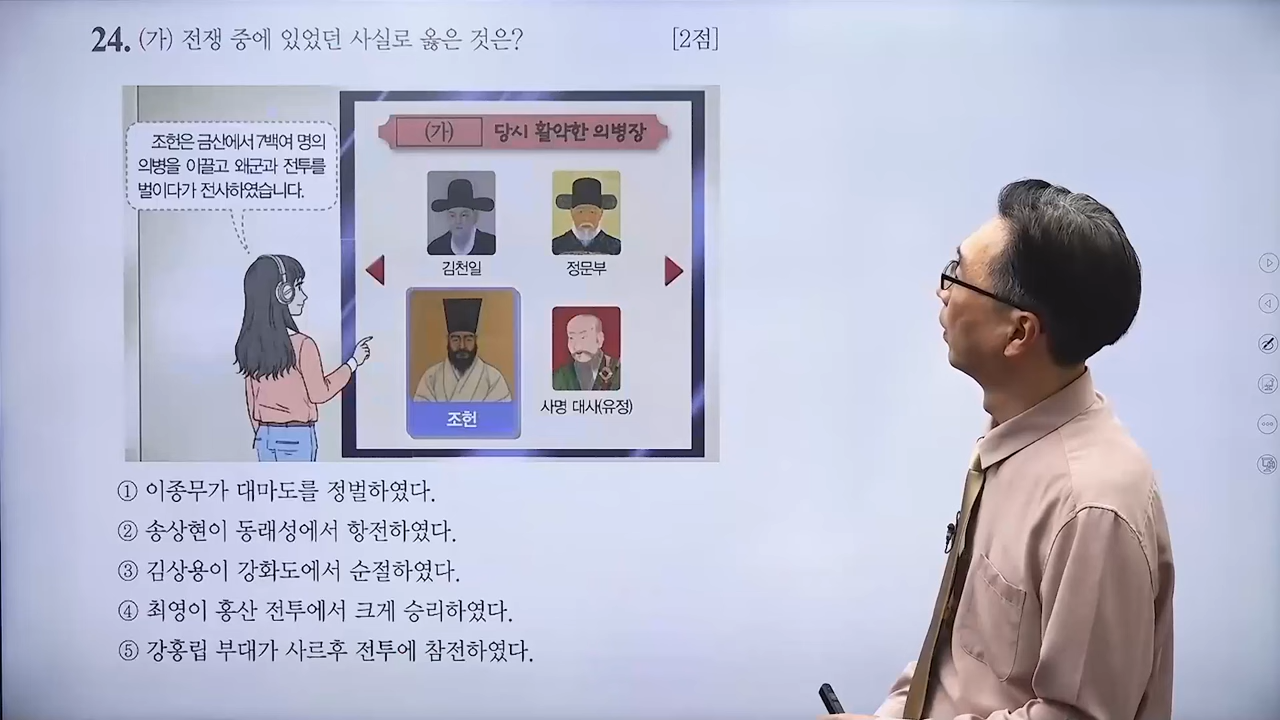 24. (가) 전쟁 중에 있었던 사실로 옳은 것은? [2점]
조헌은 금산에서 7백여 명의
의병을 이끌고 왜군과 전투를
벌이다가 전사하였습니다.
(가) 당시 활약한 의병장
김천일
정문부
조헌
사명 대사(유정)
① 이종무가 대마도를 정벌하였다.
② 송상현이 동래성에서 항전하였다.
③ 김상용이 강화도에서 순절하였다.
④ 최영이 홍산 전투에서 크게 승리하였다.
⑤ 강홍립 부대가 사르후 전투에 참전하였다.